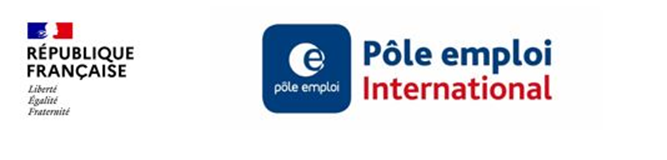 RÉPUBLIQUE
FRANÇAISE
Liberté
Égalité
Fraternité
e
pôle emploi
Pôle emploi
International